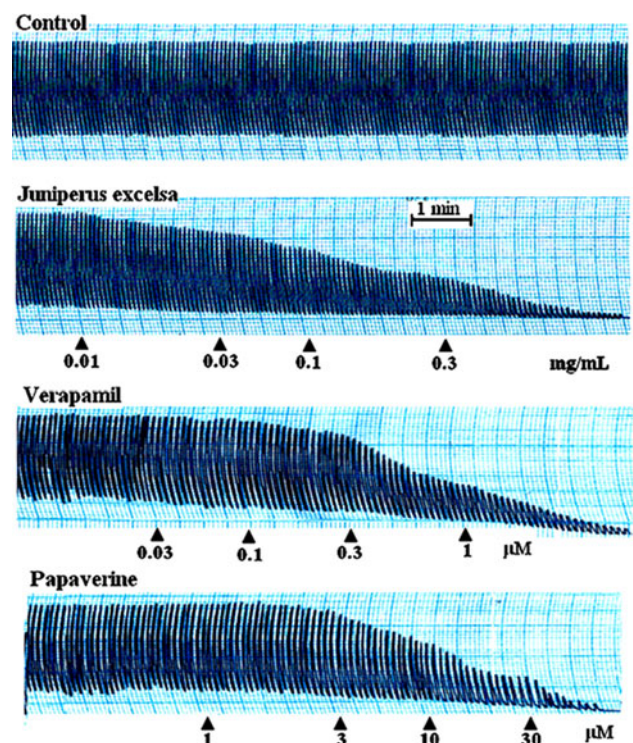 Control
Juniperus excelsa
1 min
0.01 0.03 0.1 0.3 mg/mL
Verapamil
0.03 0.1 0.3 1 µM
Papaverine
1 3 10 30 µM